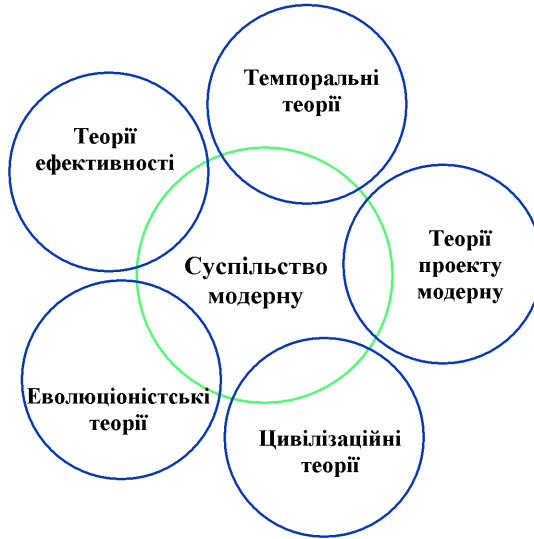 Темпоральні
теорії
Теорії
ефективності
Теорії
проекту
модерну
Суспільство
модерну
Еволюціоністські
теорії
Цивілізаційні
теорії